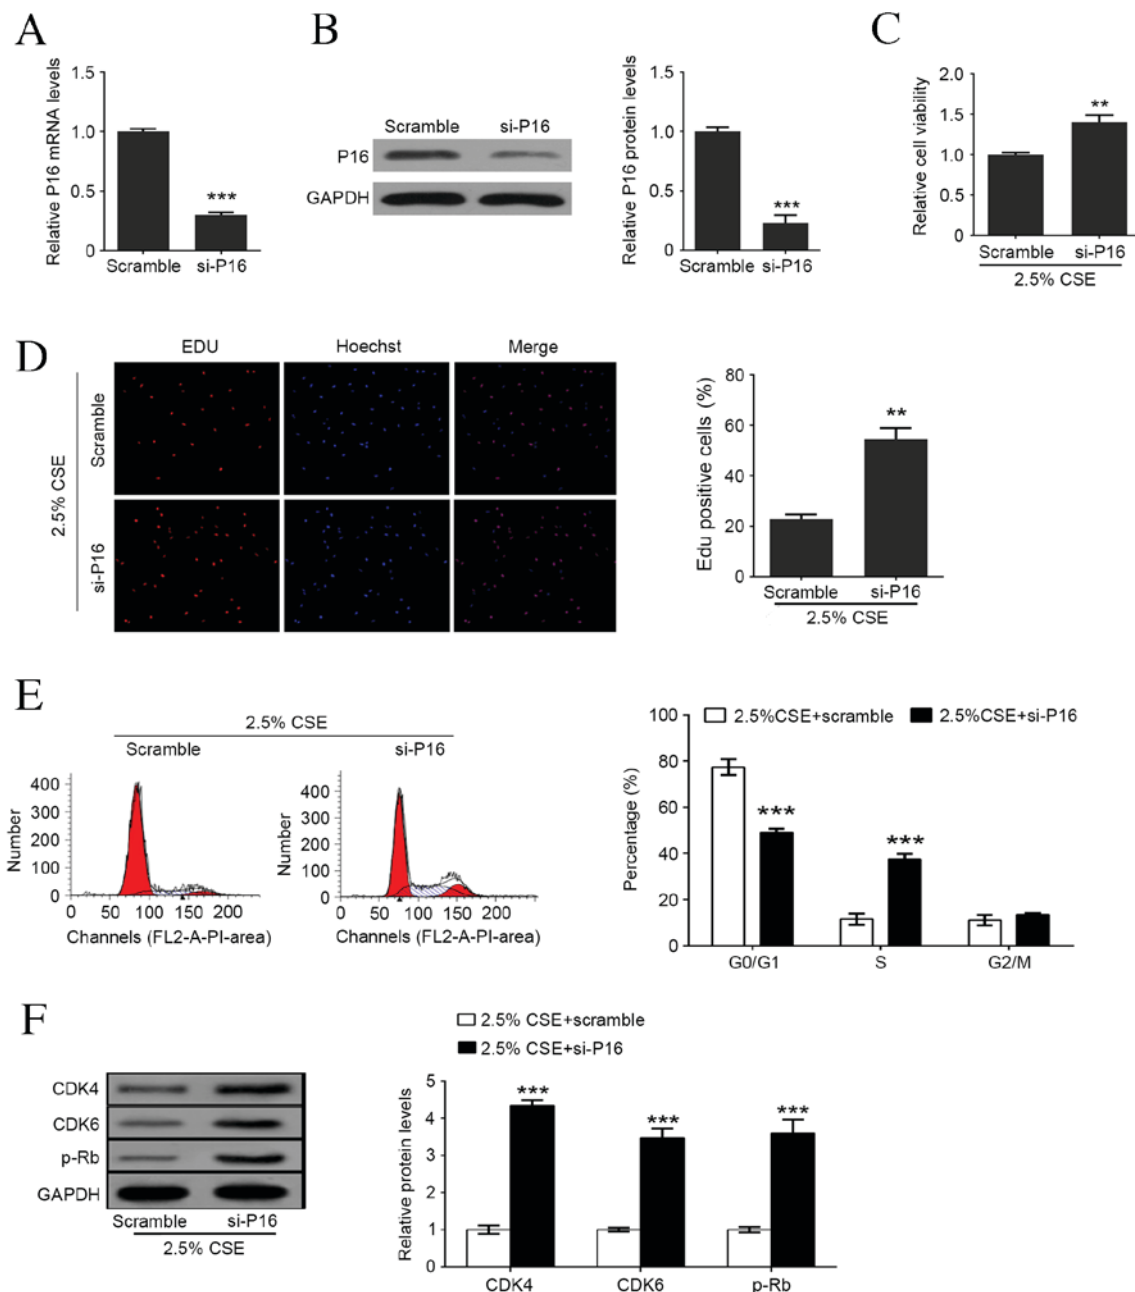 A
Relative P16 mRNA levels
1.5
1.0
0.5
0
***
Scramble si-P16
B
Scramble si-P16
P16
GAPDH
Relative P16 protein levels
1.5
1.0
0.5
0
***
Scramble si-P16
C
Relative cell viability
2.0
1.5
1.0
0.5
0
**
Scramble si-P16
2.5% CSE
D
EDU Hoechst Merge
2.5% CSE
Scramble
si-P16
Edu positive cells (%)
80
60
40
20
0
**
Scramble si-P16
2.5% CSE
E
2.5% CSE
Scramble si-P16
Number
400
300
200
100
0
0 50 100 150 200
Channels (FL2-A-PI-area)
Number
400
300
200
100
0
0 50 100 150 200
Channels (FL2-A-PI-area)
2.5%CSE+scramble 2.5%CSE+si-P16
Percentage (%)
100
80
60
40
20
0
***
***
G0/G1 S G2/M
F
CDK4
CDK6
p-Rb
GAPDH
Scramble si-P16
2.5% CSE
2.5% CSE+scramble
2.5% CSE+si-P16
Relative protein levels
5
4
3
2
1
0
***
***
***
CDK4 CDK6 p-Rb